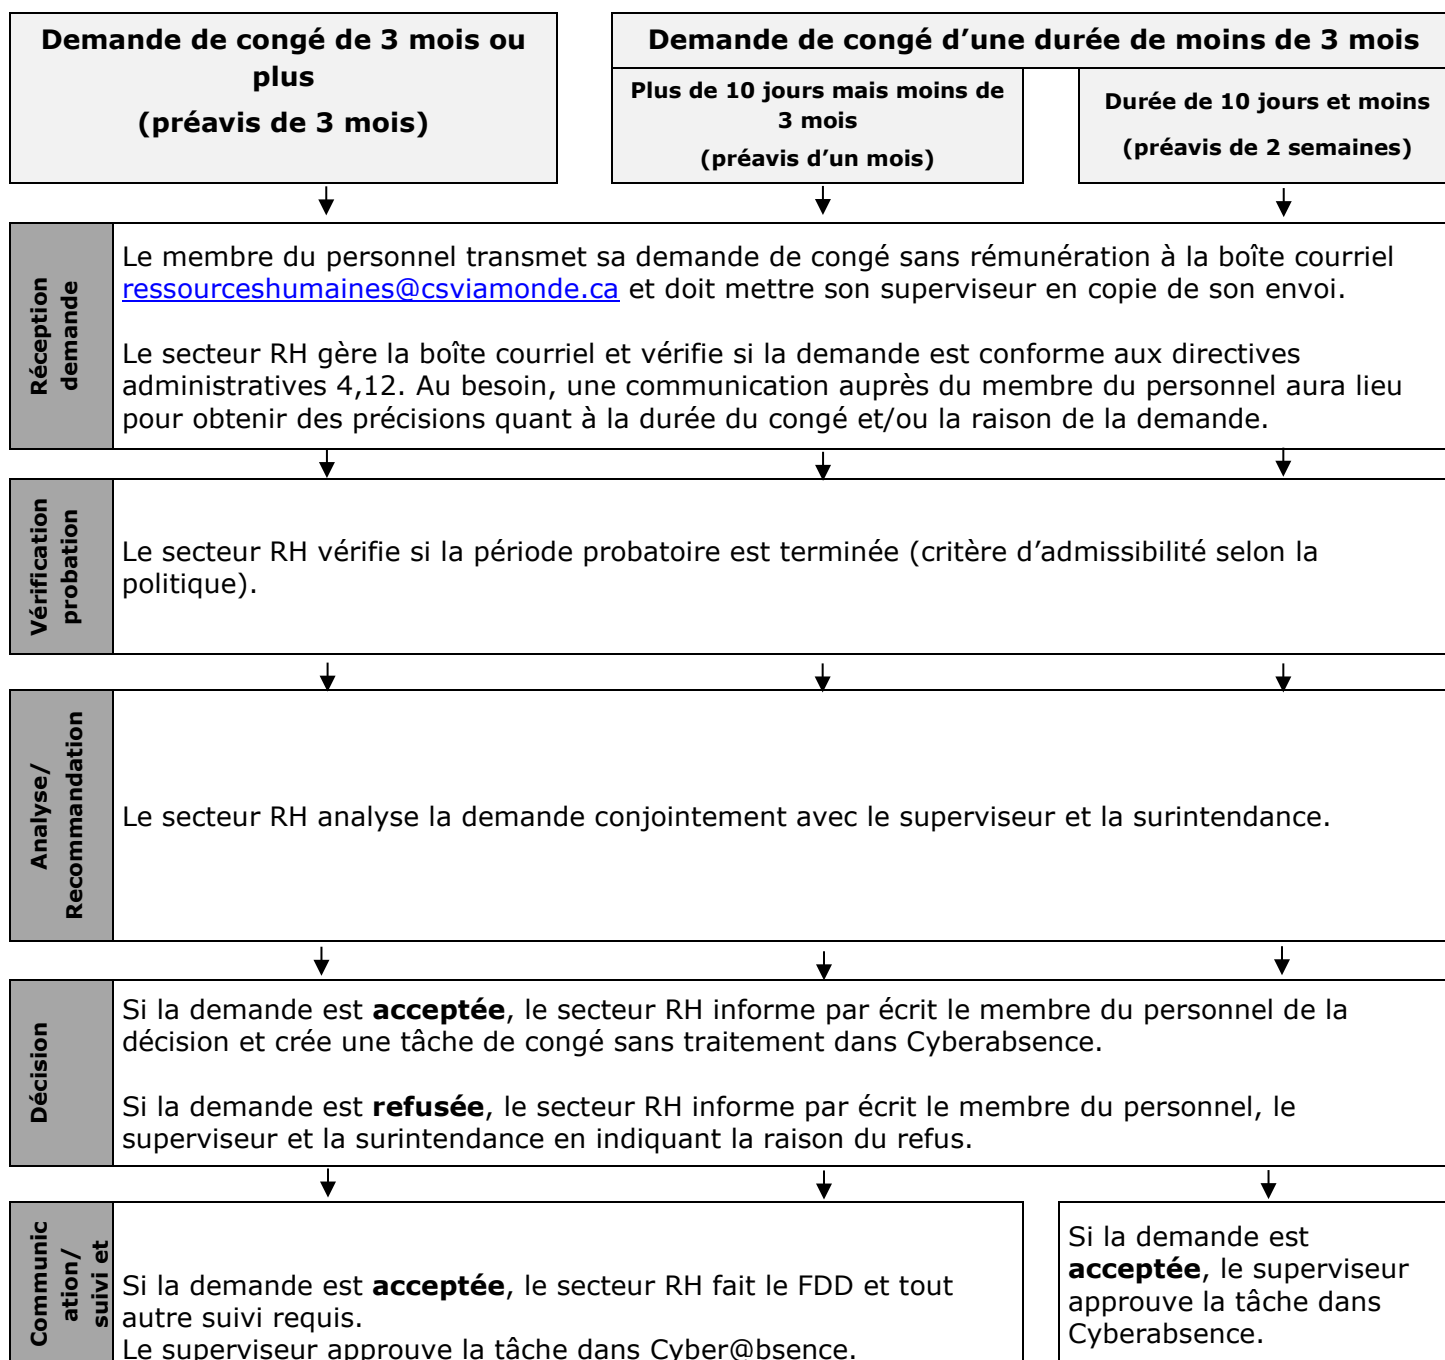 Demande de congé de 3 mois ou
plus
(préavis de 3 mois)
Demande de congé d’une durée de moins de 3 mois
Plus de 10 jours mais moins de
3 mois
(préavis d’un mois)
Durée de 10 jours et moins
(préavis de 2 semaines)
Réception
demande
Le membre du personnel transmet sa demande de congé sans rémunération à la boîte courriel
ressourceshumaines@csviamonde.ca et doit mettre son superviseur en copie de son envoi.
Le secteur RH gère la boîte courriel et vérifie si la demande est conforme aux directives
administratives 4,12. Au besoin, une communication auprès du membre du personnel aura lieu
pour obtenir des précisions quant à la durée du congé et/ou la raison de la demande.
Vérification
probation
Le secteur RH vérifie si la période probatoire est terminée (critère d’admissibilité selon la
politique).
Analyse/
Recommandation
Le secteur RH analyse la demande conjointement avec le superviseur et la surintendance.
Décision
Si la demande est acceptée, le secteur RH informe par écrit le membre du personnel de la
décision et crée une tâche de congé sans traitement dans Cyberabsence.
Si la demande est refusée, le secteur RH informe par écrit le membre du personnel, le
superviseur et la surintendance en indiquant la raison du refus.
Communic
ation/
suivi et
Si la demande est acceptée, le secteur RH fait le FDD et tout
autre suivi requis.
Le superviseur approuve la tâche dans Cyber@bsence.
Si la demande est
acceptée, le superviseur
approuve la tâche dans
Cyberabsence.